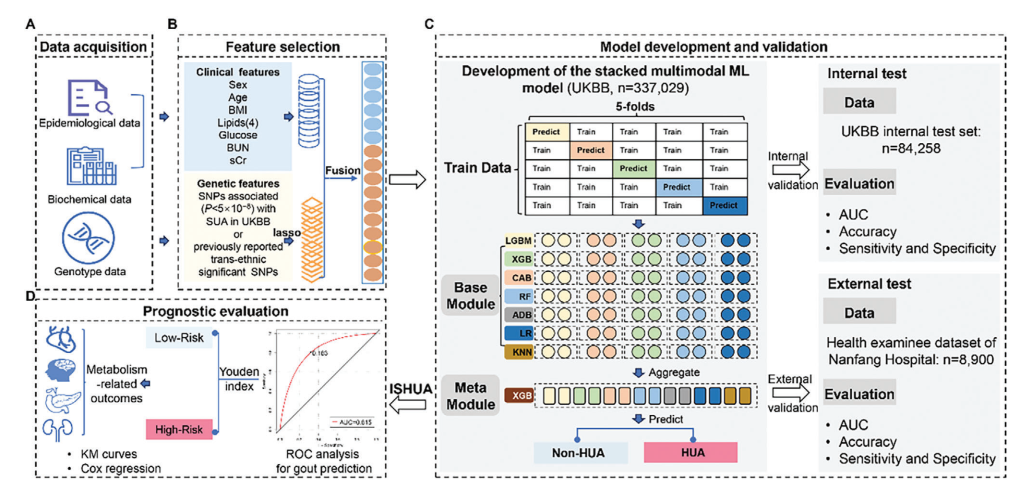 A
Data acquisition
Epidemiological data
Biochemical data
Genotype data
B
Feature selection
Clinical features
Sex
Age
BMI
Lipids(4)
Glucose
BUN
sCr
Genetic features
SNPs associated
(P<5×10⁻⁸) with
SUA in UKBB
or
previously reported
trans-ethnic
significant SNPs
lasso
Fusion
C
Model development and validation
Development of the stacked multimodal ML
model (UKBB, n=337,029)
5-folds
Train Data
Predict Train Train Train Train
Train Predict Train Train Train
Train Train Predict Train Train
Train Train Train Predict Train
Train Train Train Train Predict
Base
Module
LGBM
XGB
CAB
RF
ADB
LR
KNN
Aggregate
Meta
Module
XGB
Predict
Non-HUA
HUA
Internal
validation
External
validation
Internal test
Data
UKBB internal test set:
n=84,258
Evaluation
• AUC
• Accuracy
• Sensitivity and Specificity
External test
Data
Health examinee dataset of
Nanfang Hospital: n=8,900
Evaluation
• AUC
• Accuracy
• Sensitivity and Specificity
ISHUA
D
Prognostic evaluation
Metabolism
-related
outcomes
Low-Risk
High-Risk
Youden
index
AUC=0.815
ROC analysis
for gout prediction
• KM curves
• Cox regression